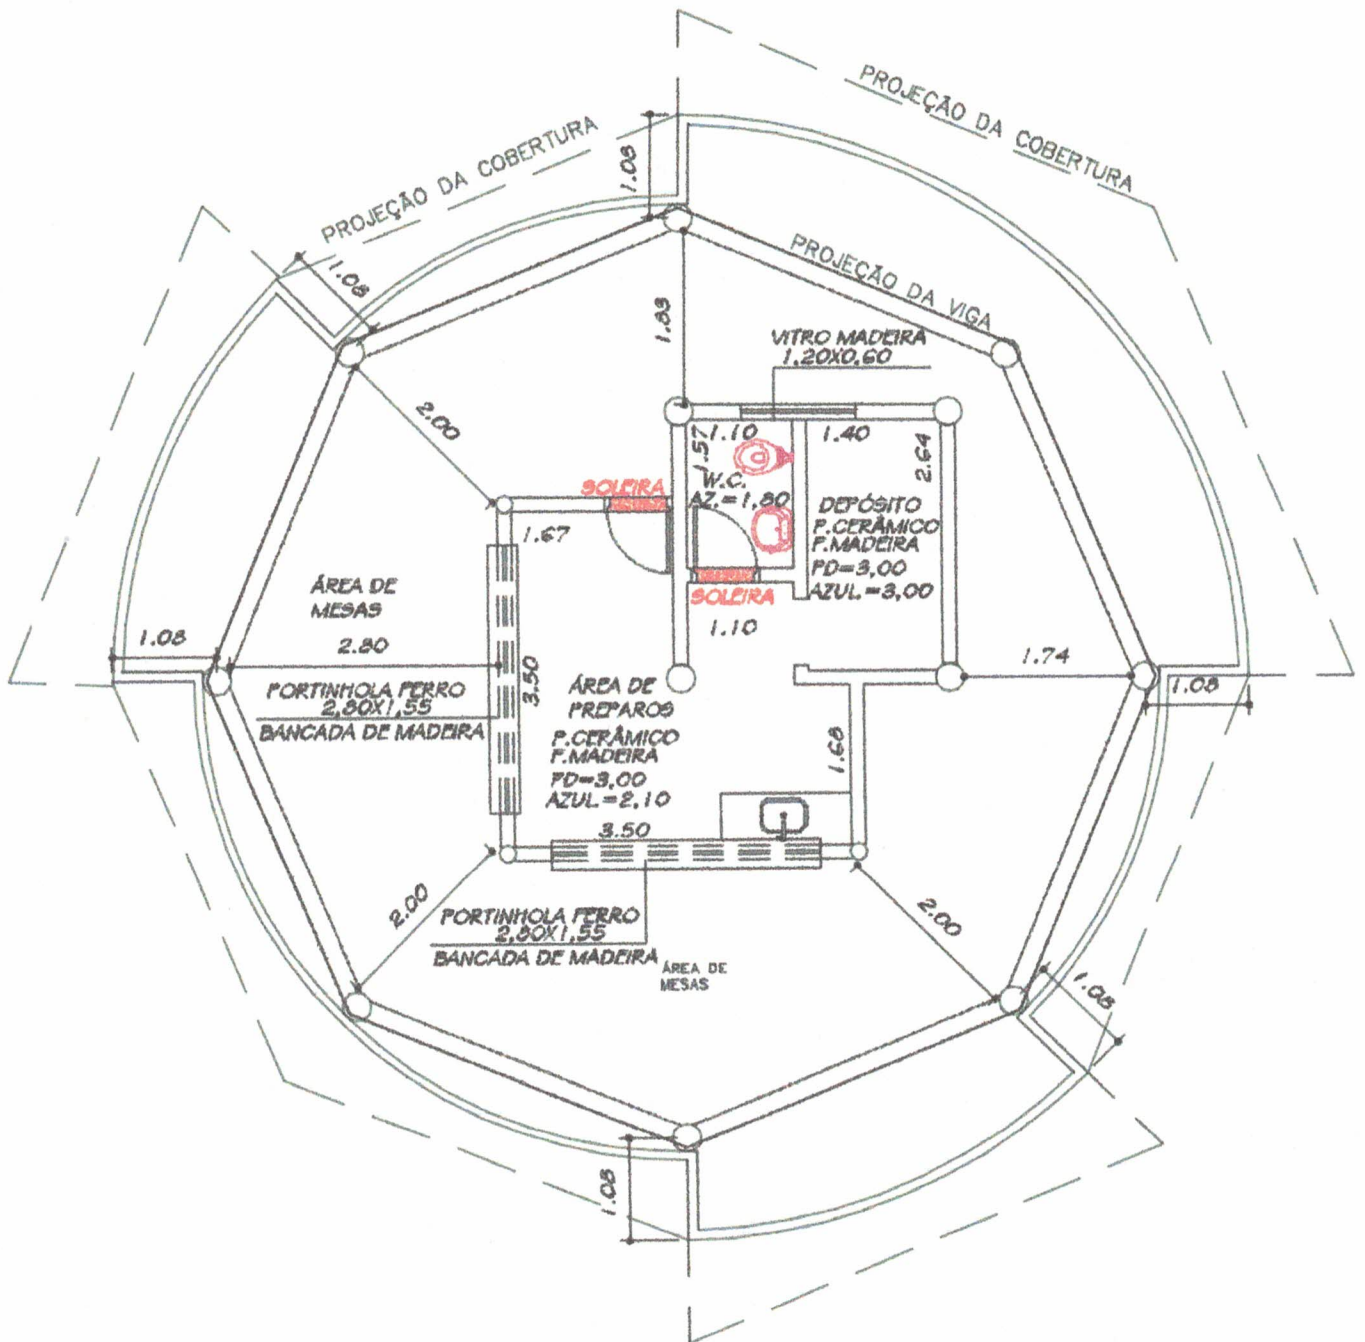 PROJEÇÃO DA COBERTURA
PROJEÇÃO DA COBERTURA
1.08
1.08
PROJEÇÃO DA VIGA
1.83
VITRO MADEIRA
1.20X0,60
2.00
1.10
1.40
1.57
2.64
W.C.
AZ.=1,80
SOLEIRA
DEPÓSITO
P.CERÂMICO
F.MADEIRA
PD=3,00
AZUL.=3,00
1.67
SOLEIRA
1.10
ÁREA DE
MESAS
1.08
2.80
3.50
1.74
1.08
PORTINHOLA FERRO
2,80X1,55
BANCADA DE MADEIRA
ÁREA DE
PREPAROS
P.CERÂMICO
F.MADEIRA
PD=3,00
AZUL.=2,10
1.68
3.50
2.00
2.00
PORTINHOLA FERRO
2,80X1,55
BANCADA DE MADEIRA
ÁREA DE
MESAS
1.08
1.08